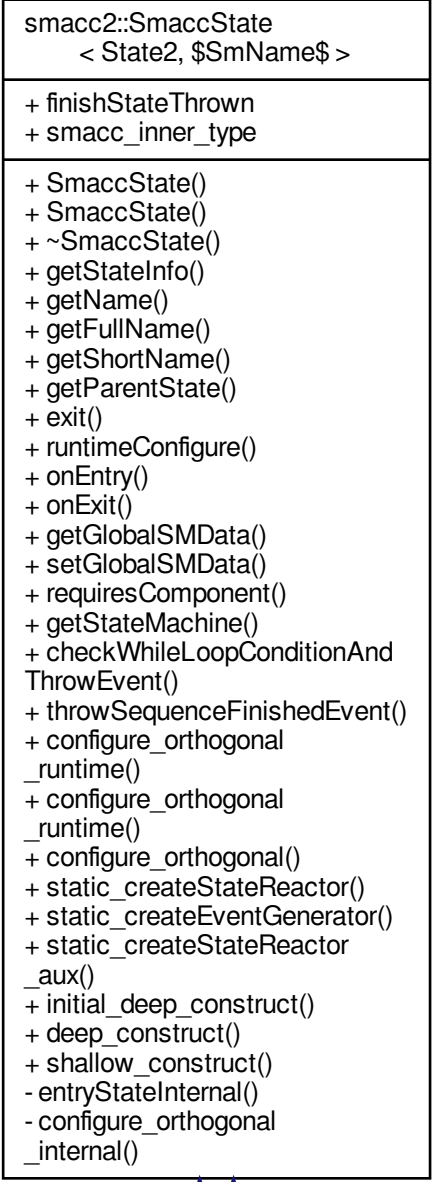 smacc2::SmaccState
< State2, $SmName$ >
+ finishStateThrown
+ smacc_inner_type
+ SmaccState()
+ SmaccState()
+ ~SmaccState()
+ getStateInfo()
+ getName()
+ getFullName()
+ getShortName()
+ getParentState()
+ exit()
+ runtimeConfigure()
+ onEntry()
+ onExit()
+ getGlobalSMData()
+ setGlobalSMData()
+ requiresComponent()
+ getStateMachine()
+ checkWhileLoopConditionAnd
ThrowEvent()
+ throwSequenceFinishedEvent()
+ configure_orthogonal
_runtime()
+ configure_orthogonal
_runtime()
+ configure_orthogonal()
+ static_createStateReactor()
+ static_createEventGenerator()
+ static_createStateReactor
_aux()
+ initial_deep_construct()
+ deep_construct()
+ shallow_construct()
- entryStateInternal()
- configure_orthogonal
_internal()